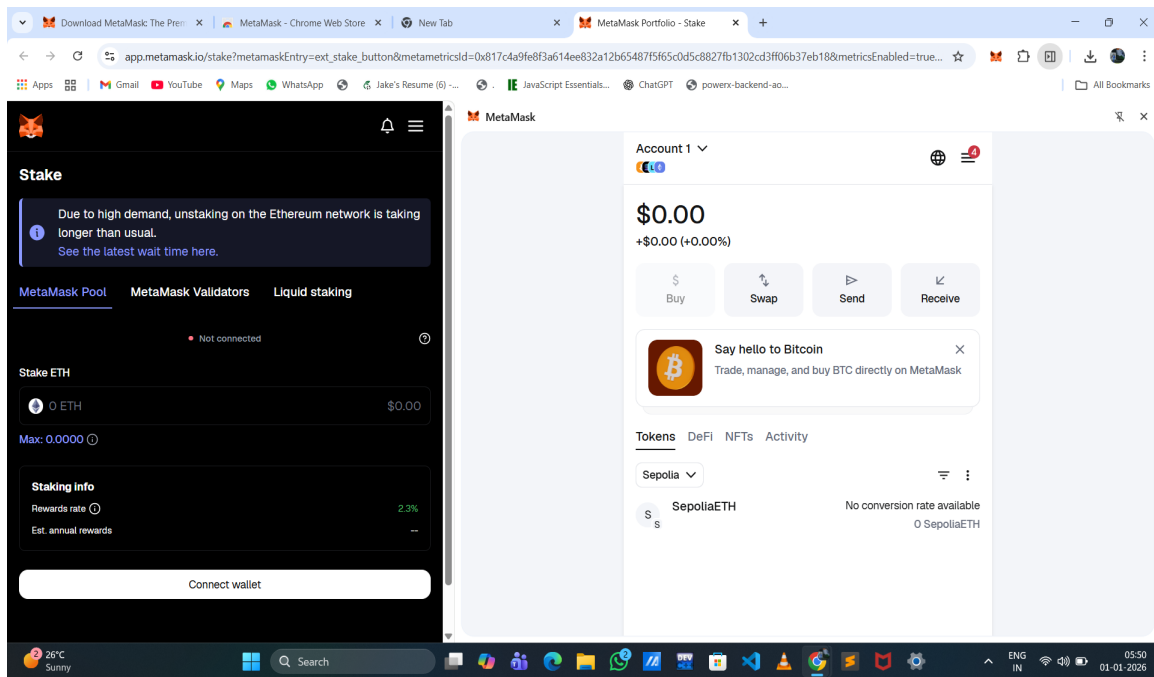 Download MetaMask: The Prem
MetaMask - Chrome Web Store
New Tab
MetaMask Portfolio - Stake
app.metamask.io/stake?metamaskEntry=ext_stake_button&metametricsId=0x817c4a9fe8f3a614ee832a12b65487f5f65c0d5c8827fb1302cd3ff06b37eb18&metricsEnabled=true...
Apps
Gmail
YouTube
Maps
WhatsApp
Jake's Resume (6) -...
.
JavaScript Essentials...
ChatGPT
powerx-backend-ao...
All Bookmarks
Stake
Due to high demand, unstaking on the Ethereum network is taking
longer than usual.
See the latest wait time here.
MetaMask Pool MetaMask Validators Liquid staking
Not connected
Stake ETH
0 ETH $0.00
Max: 0.0000
Staking info
Rewards rate 2.3%
Est. annual rewards --
Connect wallet
MetaMask
Account 1
4
$0.00
+$0.00 (+0.00%)
Buy Swap Send Receive
Say hello to Bitcoin
Trade, manage, and buy BTC directly on MetaMask
Tokens DeFi NFTs Activity
Sepolia
S
S
SepoliaETH No conversion rate available
0 SepoliaETH
2
26°C
Sunny
Search
2
DEV
ENG
IN
05:50
01-01-2026